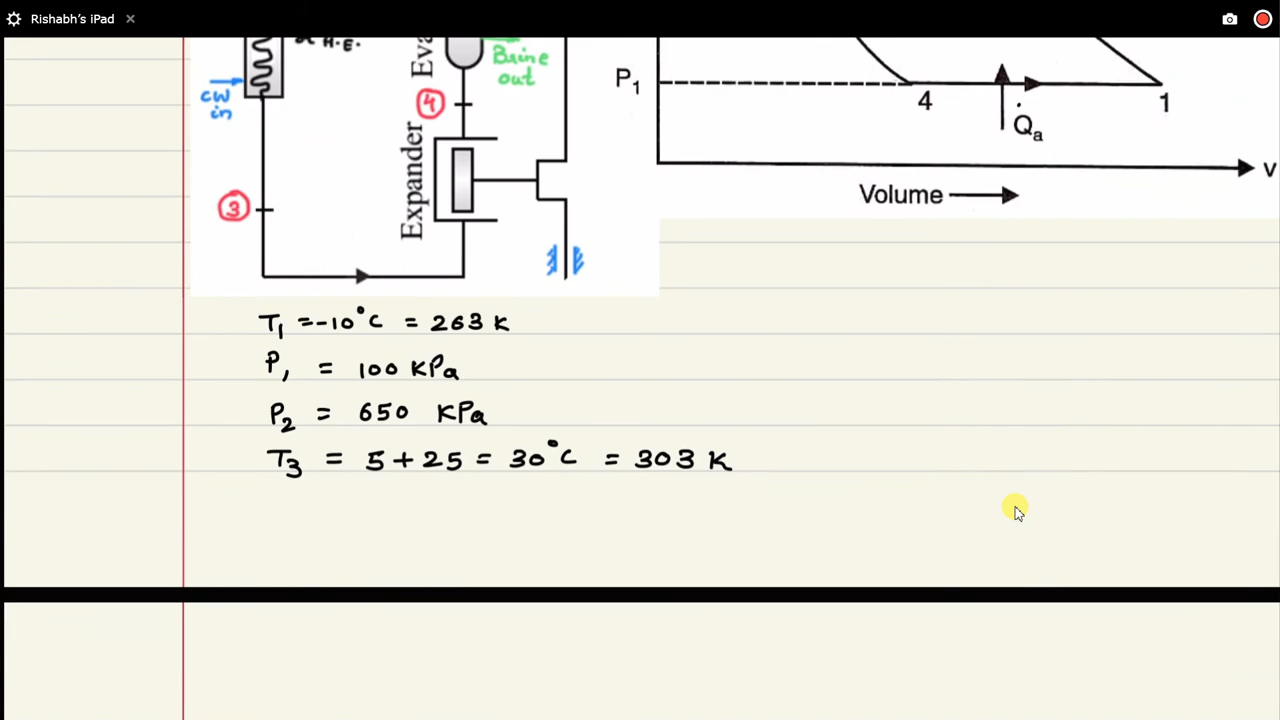 Rishabh's iPad
H.E.
CW
in
Eva
Brine
out
4
Expander
3
P1
4
1
Q̇a
v
Volume
T1 = -10°C = 263 K
P1 = 100 KPa
P2 = 650 KPa
T3 = 5 + 25 = 30°C = 303 K